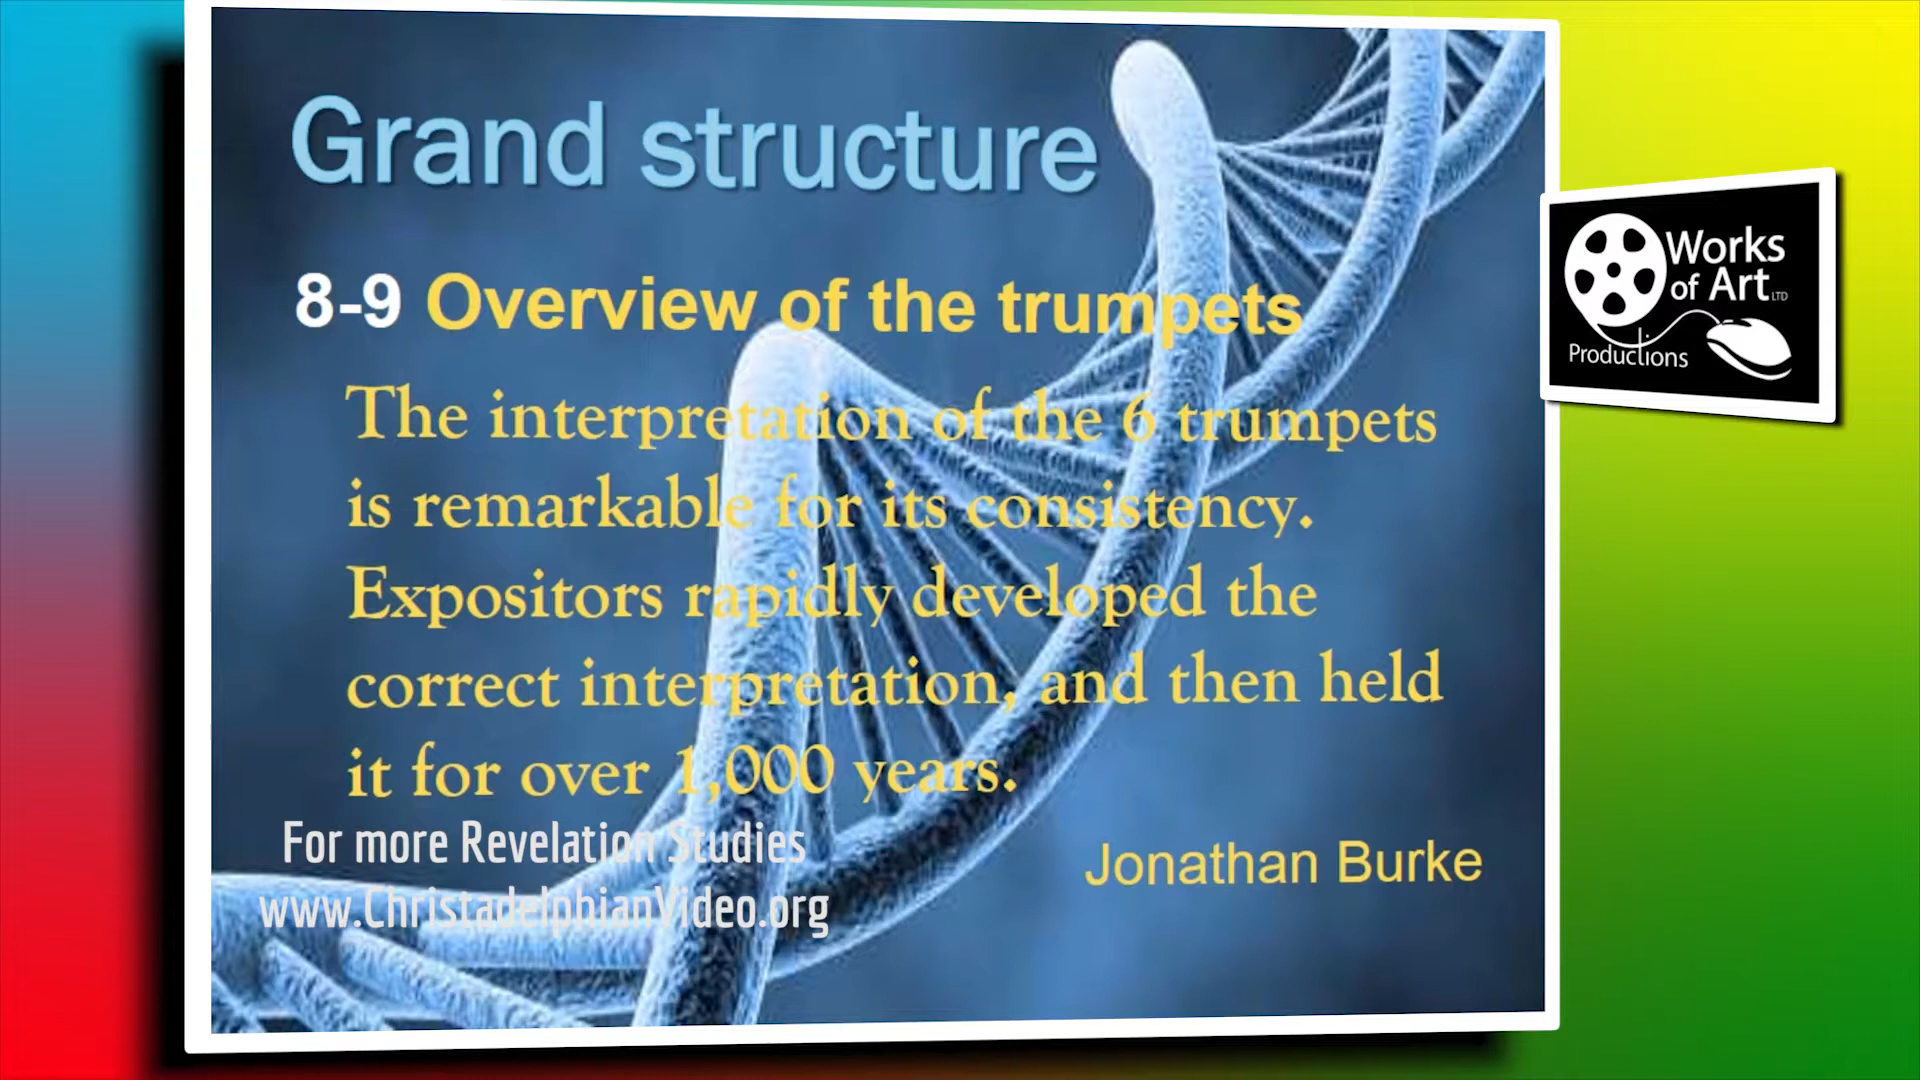 Grand structure
8-9 Overview of the trumpets
The interpretation of the 6 trumpets
is remarkable for its consistency.
Expositors rapidly developed the
correct interpretation, and then held
it for over 1,000 years.
For more Revelation Studies
www.ChristadelphianVideo.org
Jonathan Burke
Works
of Art LTD
Productions